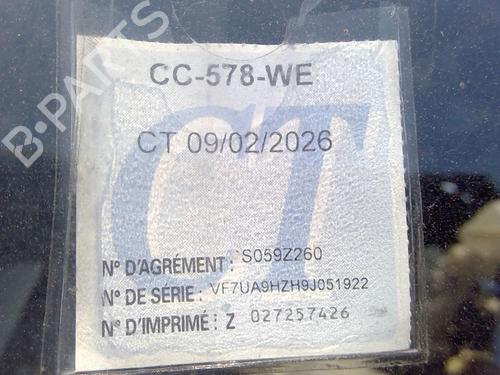 CC-578-WE
CT 09/02/2026
CT
N° D'AGRÉMENT : S059Z260
N° DE SÉRIE : VF7UA9HZH9J051922
N° D'IMPRIMÉ : Z 027257426
B-PARTS